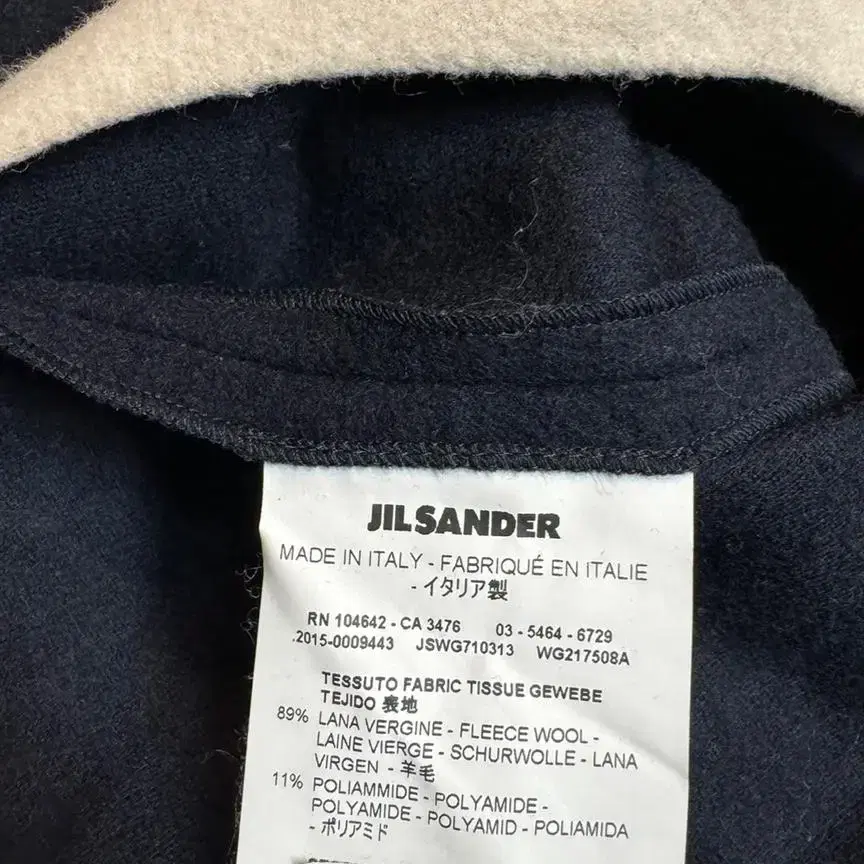 JIL SANDER
MADE IN ITALY - FABRIQUÉ EN ITALIE
- イタリア製
RN 104642 - CA 3476 03 - 5464 - 6729
.2015-0009443 JSWG710313 WG217508A
TESSUTO FABRIC TISSUE GEWEBE
TEJIDO 表地
89% LANA VERGINE - FLEECE WOOL -
LAINE VIERGE - SCHURWOLLE - LANA
VIRGEN - 羊毛
11% POLIAMMIDE - POLYAMIDE -
POLYAMIDE - POLYAMID - POLIAMIDA
- ポリアミド